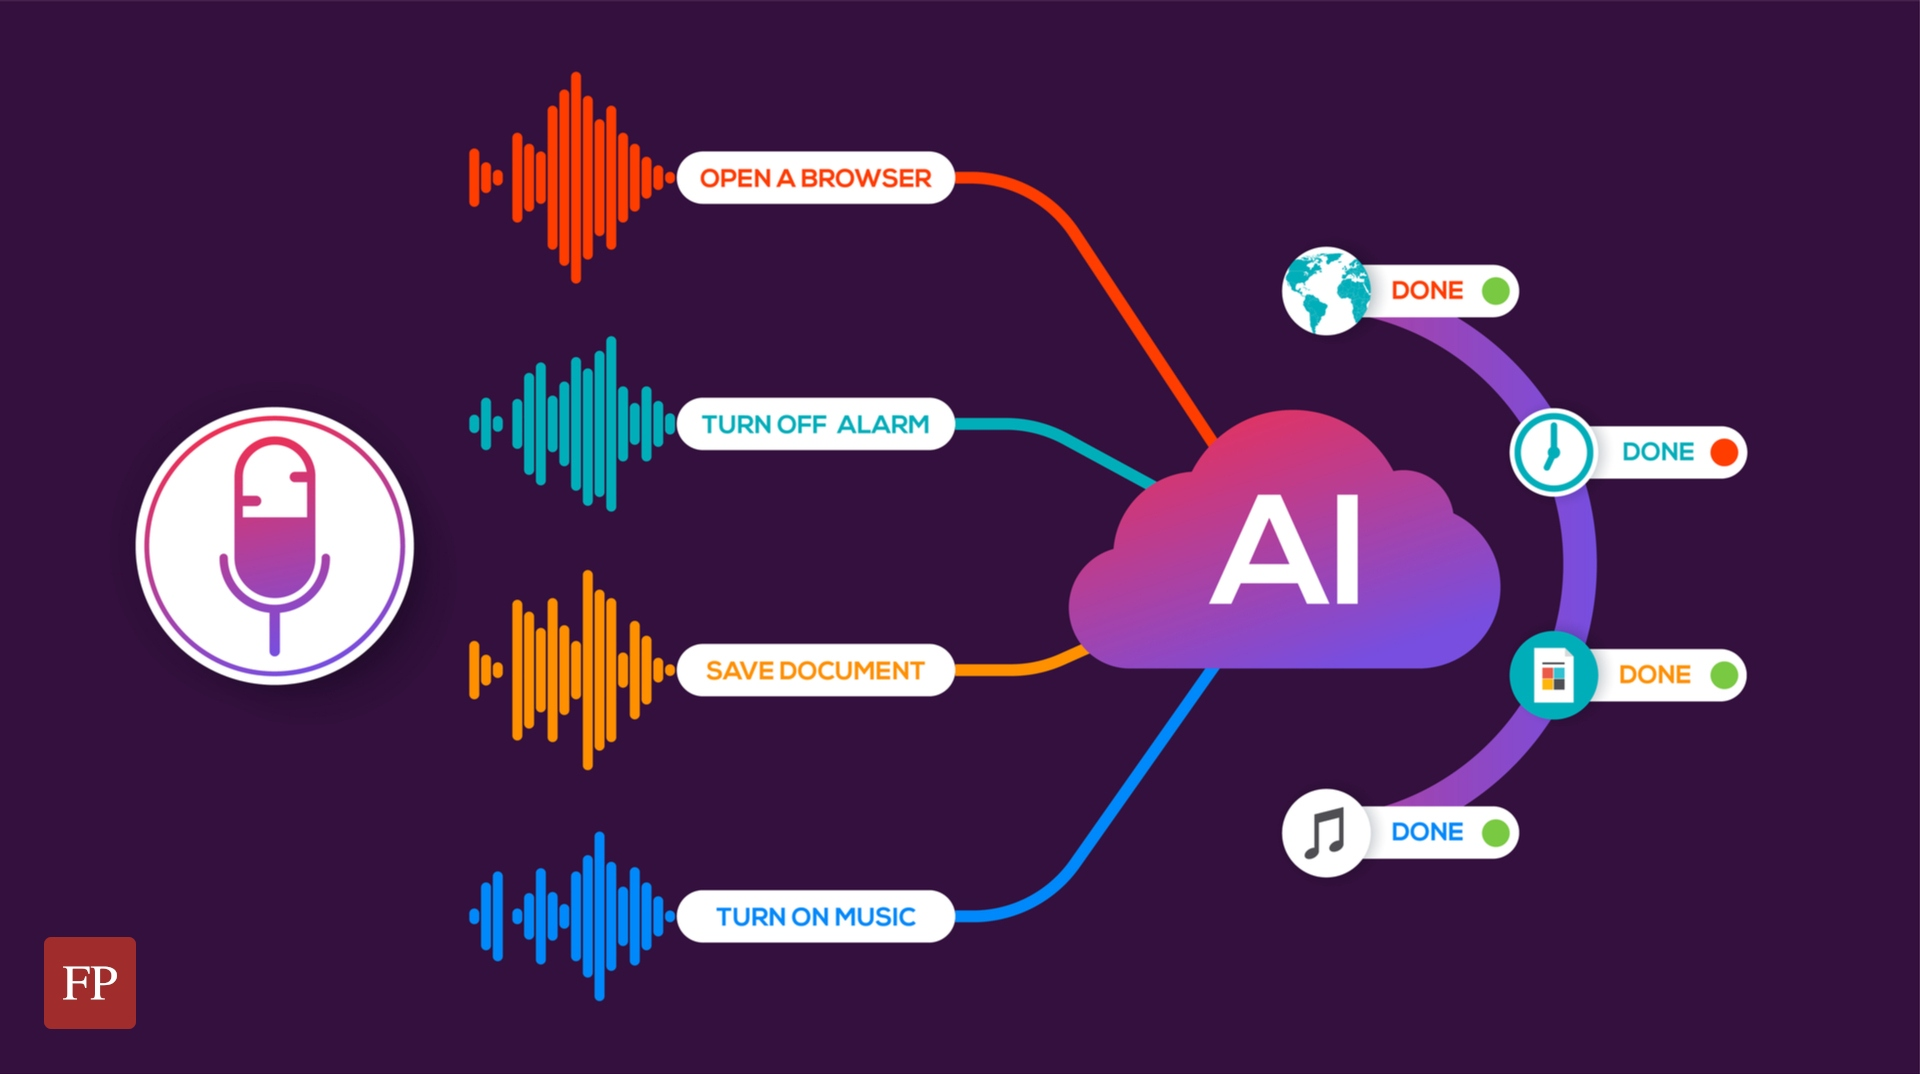 OPEN A BROWSER
TURN OFF ALARM
SAVE DOCUMENT
TURN ON MUSIC
AI
DONE
DONE
DONE
DONE
FP